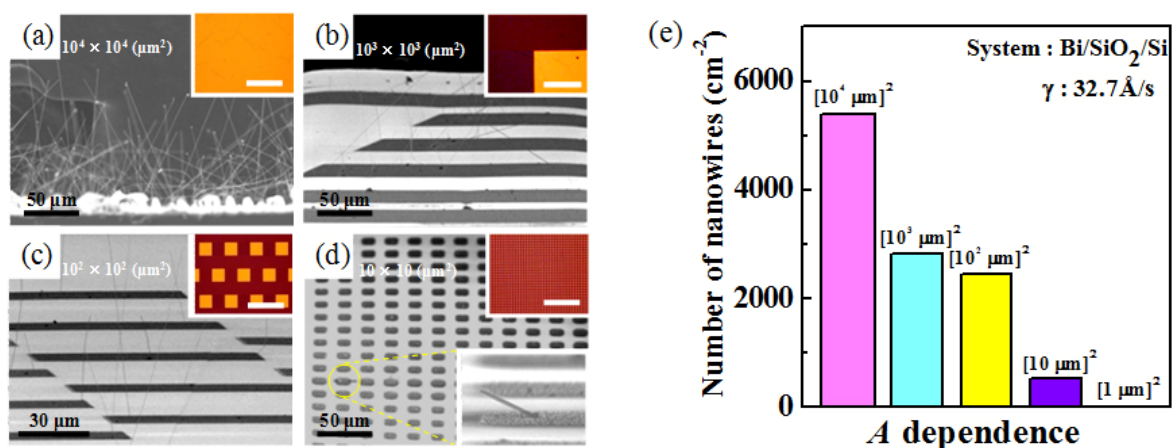 (a)
10⁴ × 10⁴ (μm²)
50 μm
(b)
10³ × 10³ (μm²)
50 μm
(c)
10² × 10² (μm²)
30 μm
(d)
10 × 10 (μm²)
50 μm
(e)
System : Bi/SiO₂/Si
γ : 32.7Å/s
Number of nanowires (cm⁻²)
6000
4000
2000
0
[10⁴ μm]²
[10³ μm]²
[10² μm]²
[10 μm]²
[1 μm]²
A dependence